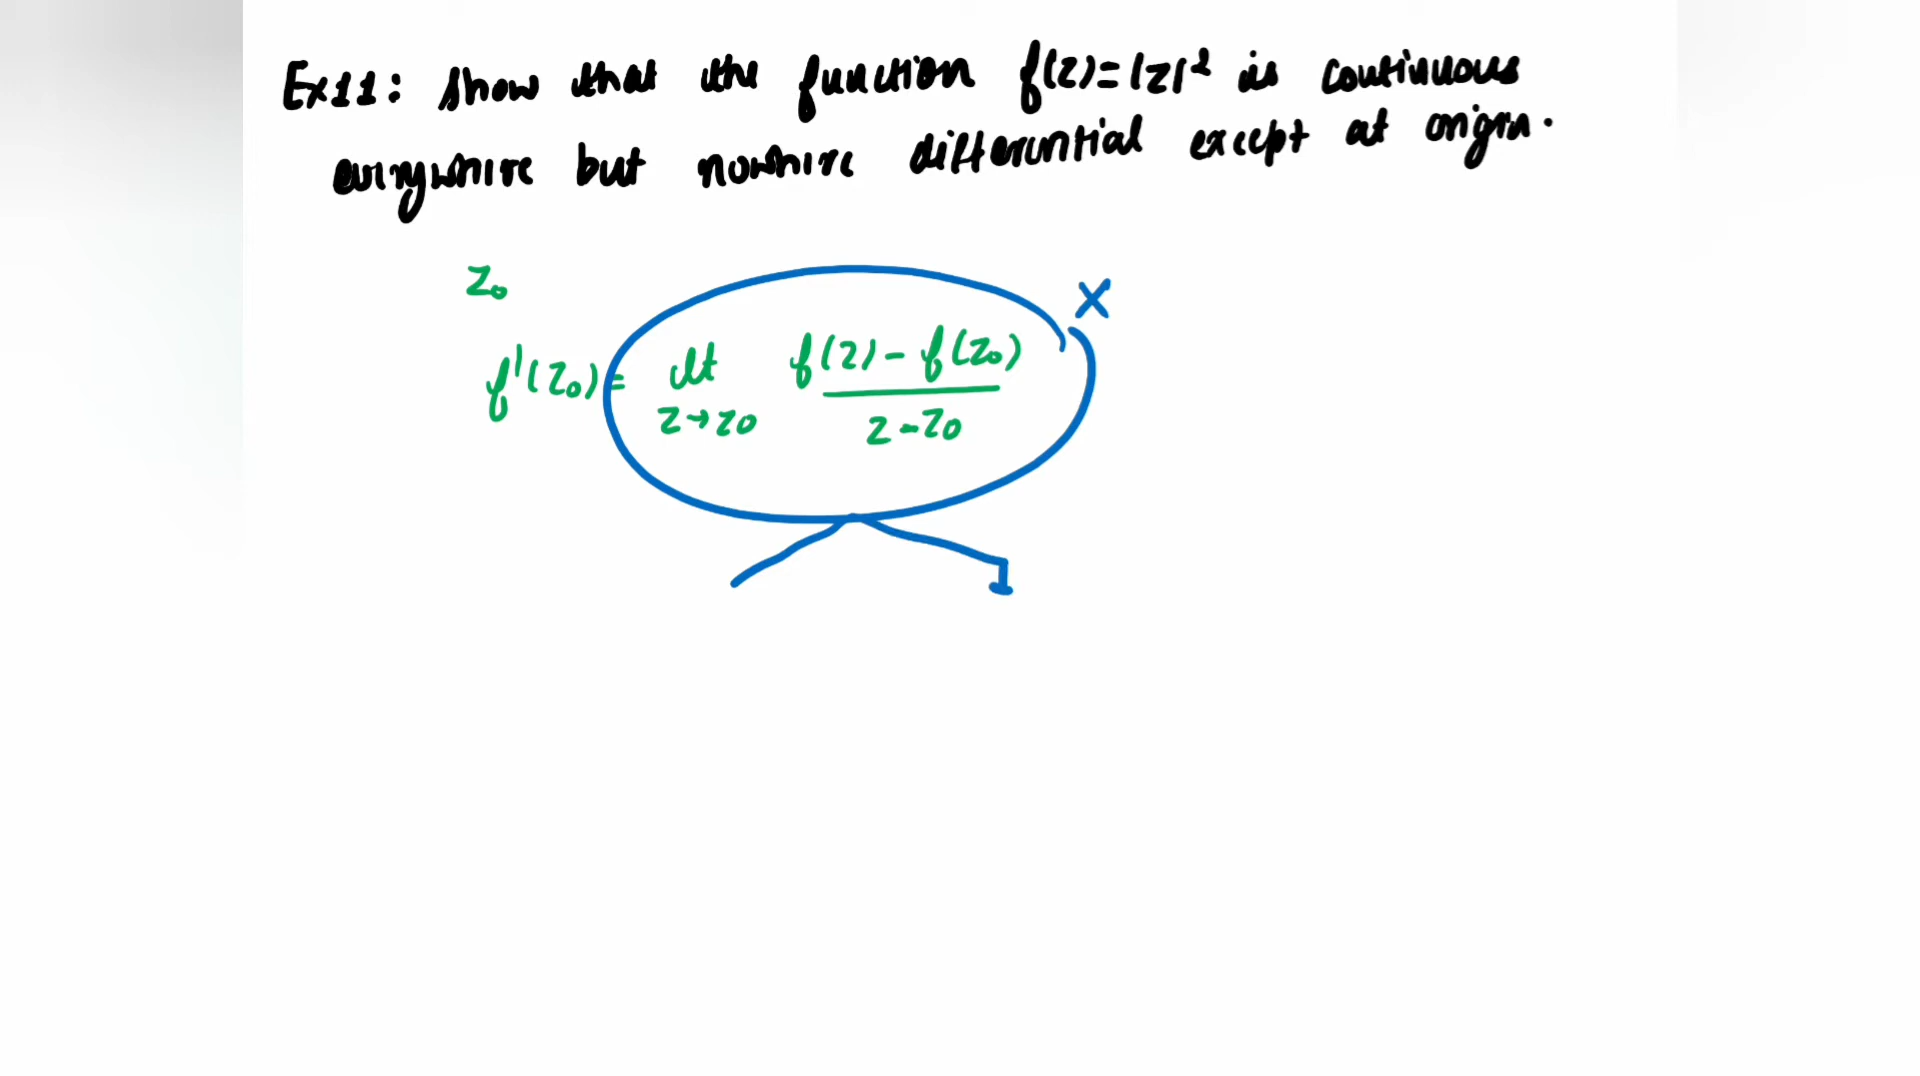 Ex11: Show that the function f(z)=|z|² is continuous
everywhere but nowhere differential except at origin.
z₀
X
f'(z₀) = lt f(z) - f(z₀)
z→z₀ z-z₀